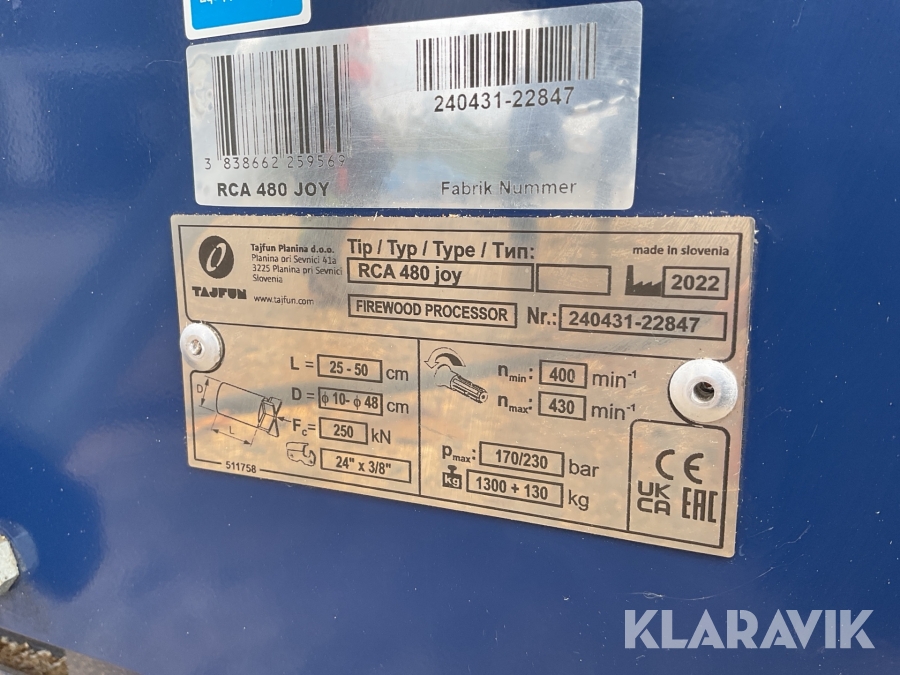 240431-22847
3 838662 259569
RCA 480 JOY
Fabrik Nummer
Tajfun Planina d.o.o.
Planina pri Sevnici 41a
3225 Planina pri Sevnici
Slovenia
TAJFUN
www.tajfun.com
Tip / Typ / Type / Тип:
RCA 480 joy
made in slovenia
2022
FIREWOOD PROCESSOR
Nr.: 240431-22847
D
L
L = 25 - 50 cm
D = ϕ 10- ϕ 48 cm
Fc= 250 kN
24" x 3/8"
511758
nmin: 400 min-1
nmax: 430 min-1
pmax: 170/230 bar
kg 1300 + 130 kg
CE
UK
CA
EAC
KLARAVIK